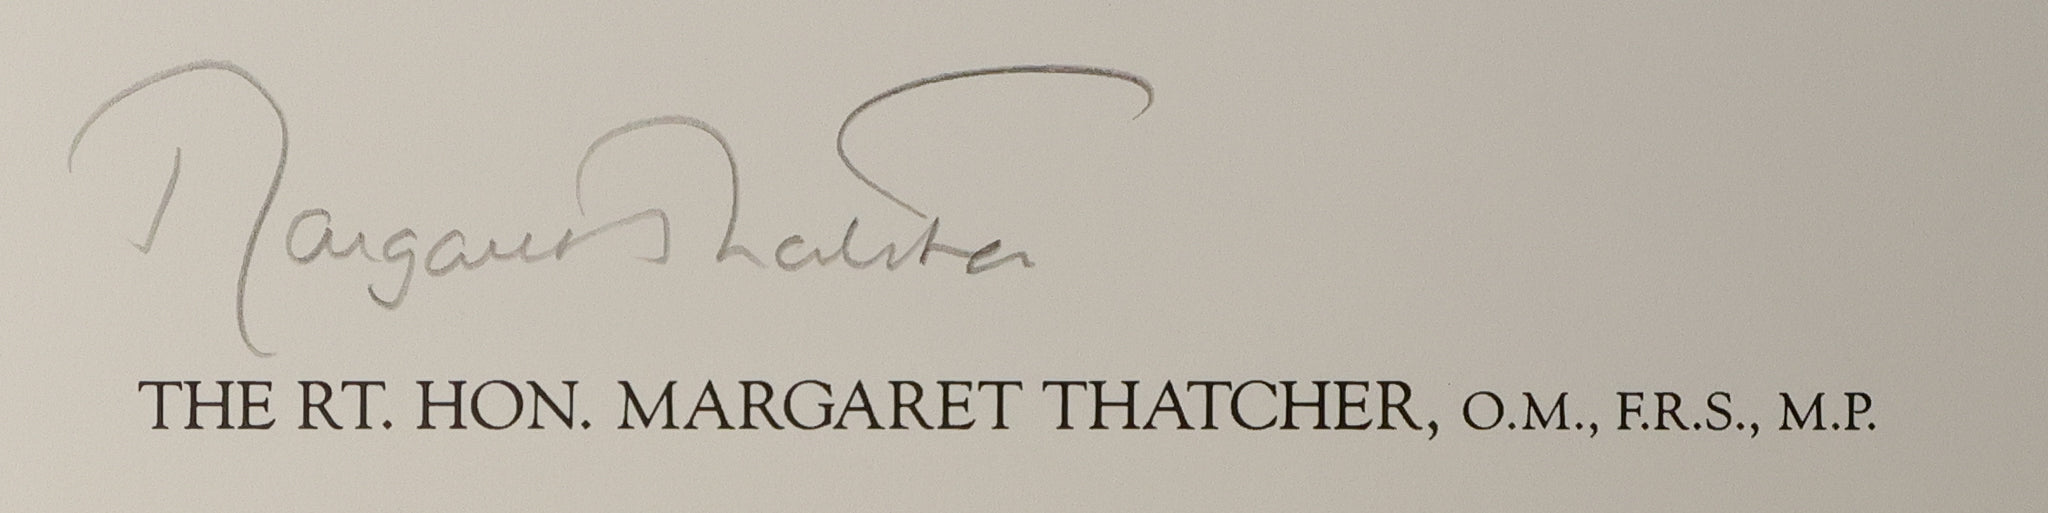 Margaret Thatcher
THE RT. HON. MARGARET THATCHER, O.M., F.R.S., M.P.